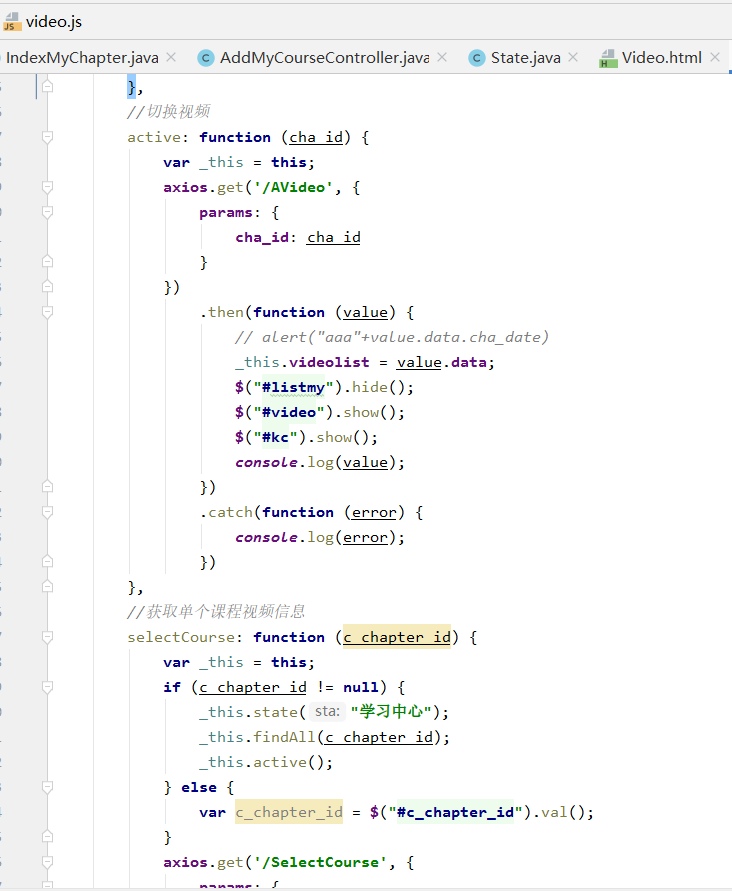 video.js
IndexMyChapter.java × AddMyCourseController.java × State.java × Video.html ×
},
//切换视频
active: function (cha_id) {
var _this = this;
axios.get('/AVideo', {
params: {
cha_id: cha_id
}
})
.then(function (value) {
// alert("aaa"+value.data.cha_date)
_this.videolist = value.data;
$("#listmy").hide();
$("#video").show();
$("#kc").show();
console.log(value);
})
.catch(function (error) {
console.log(error);
})
},
//获取单个课程视频信息
selectCourse: function (c_chapter_id) {
var _this = this;
if (c_chapter_id != null) {
_this.state( sta: "学习中心");
_this.findAll(c_chapter_id);
_this.active();
} else {
var c_chapter_id = $("#c_chapter_id").val();
}
axios.get('/SelectCourse', {
params: {